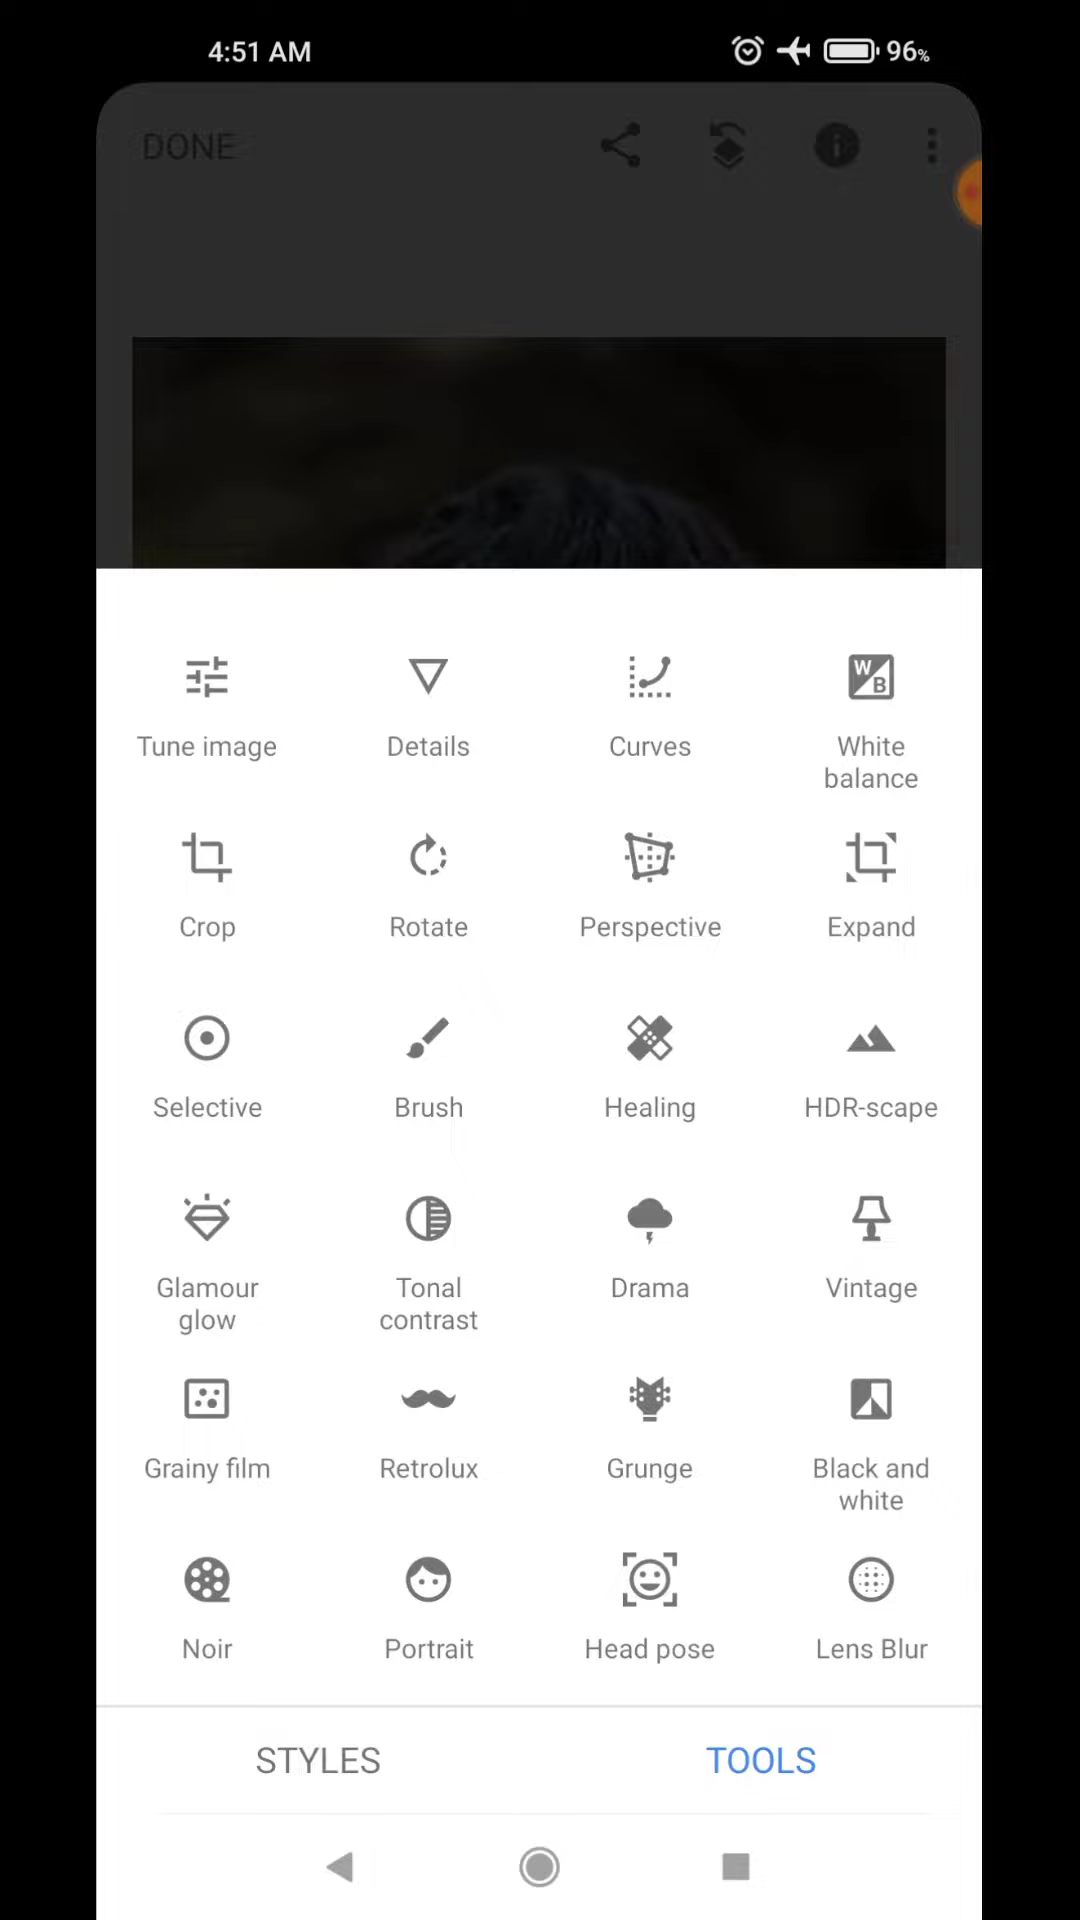 4:51 AM
96%
DONE
Tune image
Details
Curves
White
balance
Crop
Rotate
Perspective
Expand
Selective
Brush
Healing
HDR-scape
Glamour
glow
Tonal
contrast
Drama
Vintage
Grainy film
Retrolux
Grunge
Black and
white
Noir
Portrait
Head pose
Lens Blur
STYLES
TOOLS